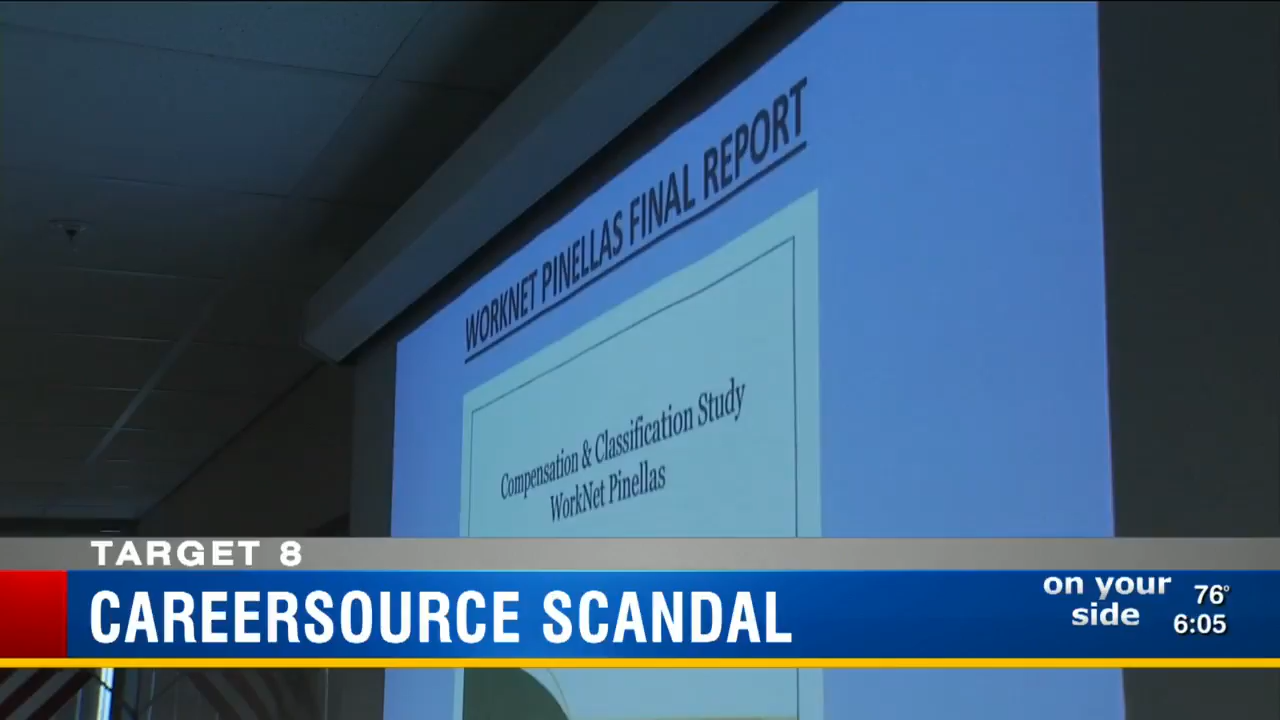 WORKNET PINELLAS FINAL REPORT
Compensation & Classification Study
WorkNet Pinellas
TARGET 8
CAREERSOURCE SCANDAL
on your
side
76°
6:05